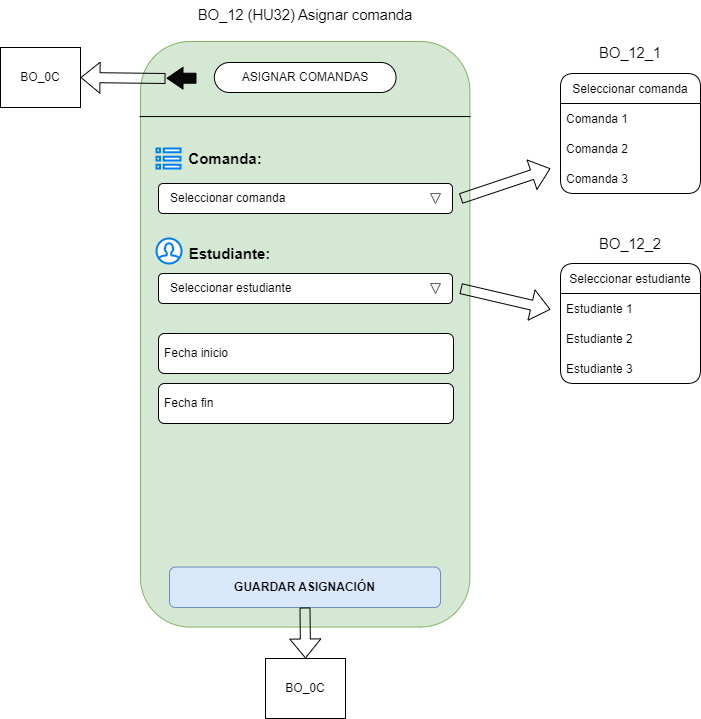 BO_12 (HU32) Asignar comanda
BO_0C
ASIGNAR COMANDAS
Comanda:
Seleccionar comanda
Estudiante:
Seleccionar estudiante
Fecha inicio
Fecha fin
GUARDAR ASIGNACIÓN
BO_0C
BO_12_1
Seleccionar comanda
Comanda 1
Comanda 2
Comanda 3
BO_12_2
Seleccionar estudiante
Estudiante 1
Estudiante 2
Estudiante 3